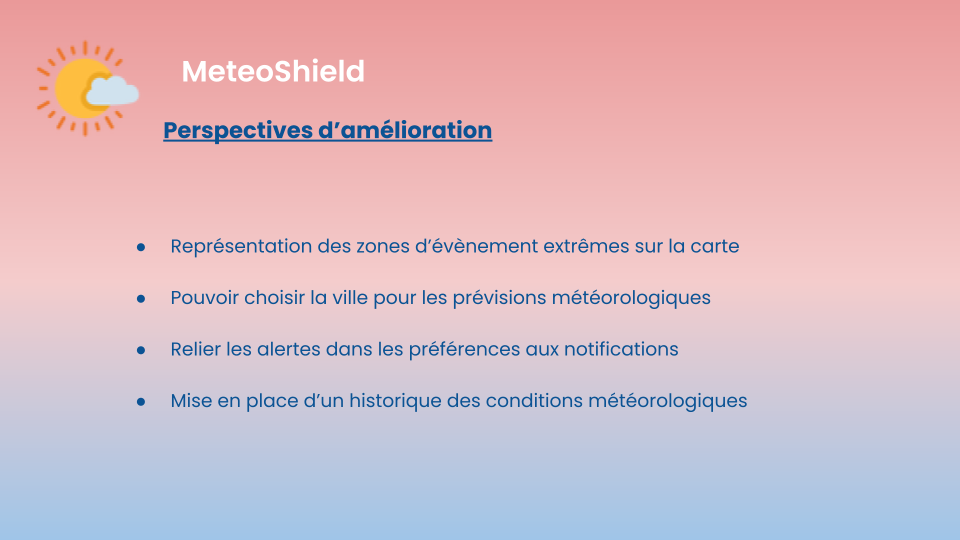 MeteoShield
Perspectives d’amélioration
● Représentation des zones d’évènement extrêmes sur la carte
● Pouvoir choisir la ville pour les prévisions météorologiques
● Relier les alertes dans les préférences aux notifications
● Mise en place d’un historique des conditions météorologiques